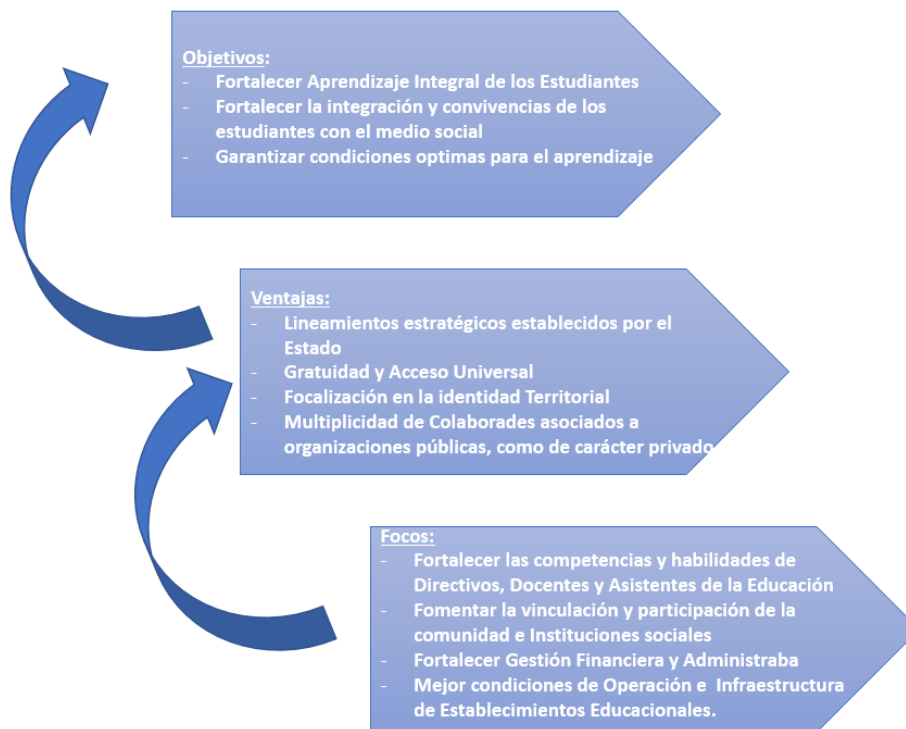 Objetivos:
- Fortalecer Aprendizaje Integral de los Estudiantes
- Fortalecer la integración y convivencias de los
estudiantes con el medio social
- Garantizar condiciones optimas para el aprendizaje
Ventajas:
- Lineamientos estratégicos establecidos por el
Estado
- Gratuidad y Acceso Universal
- Focalización en la identidad Territorial
- Multiplicidad de Colaborades asociados a
organizaciones públicas, como de carácter privado
Focos:
- Fortalecer las competencias y habilidades de
Directivos, Docentes y Asistentes de la Educación
- Fomentar la vinculación y participación de la
comunidad e Instituciones sociales
- Fortalecer Gestión Financiera y Administraba
- Mejor condiciones de Operación e Infraestructura
de Establecimientos Educacionales.